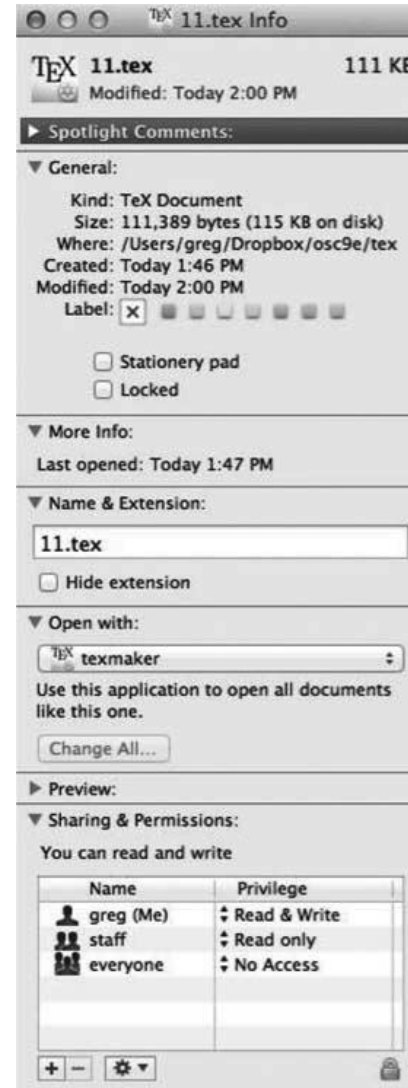 TEX 11.tex Info
TEX 11.tex 111 KB
Modified: Today 2:00 PM
Spotlight Comments:
General:
Kind: TeX Document
Size: 111,389 bytes (115 KB on disk)
Where: /Users/greg/Dropbox/osc9e/tex
Created: Today 1:46 PM
Modified: Today 2:00 PM
Label:
Stationery pad
Locked
More Info:
Last opened: Today 1:47 PM
Name & Extension:
11.tex
Hide extension
Open with:
TEX texmaker
Use this application to open all documents
like this one.
Change All...
Preview:
Sharing & Permissions:
You can read and write
Name Privilege
greg (Me) Read & Write
staff Read only
everyone No Access